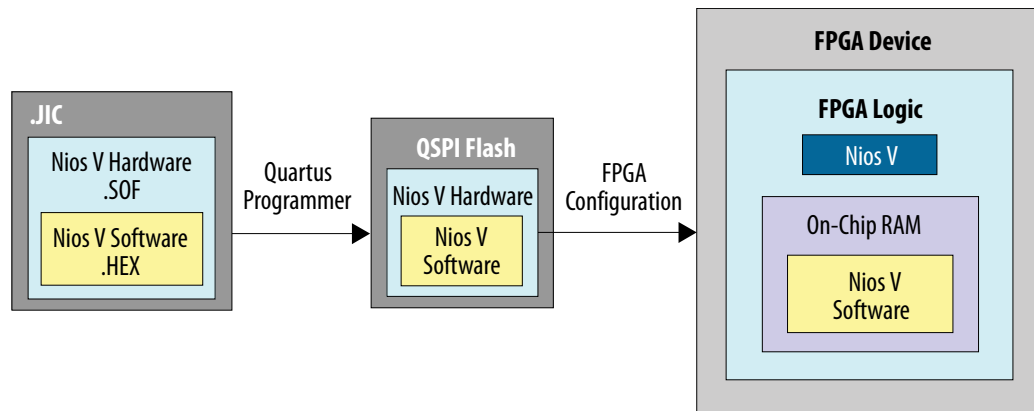 .JIC
Nios V Hardware
.SOF
Nios V Software
.HEX
Quartus
Programmer
QSPI Flash
Nios V Hardware
Nios V
Software
FPGA
Configuration
FPGA Device
FPGA Logic
Nios V
On-Chip RAM
Nios V
Software